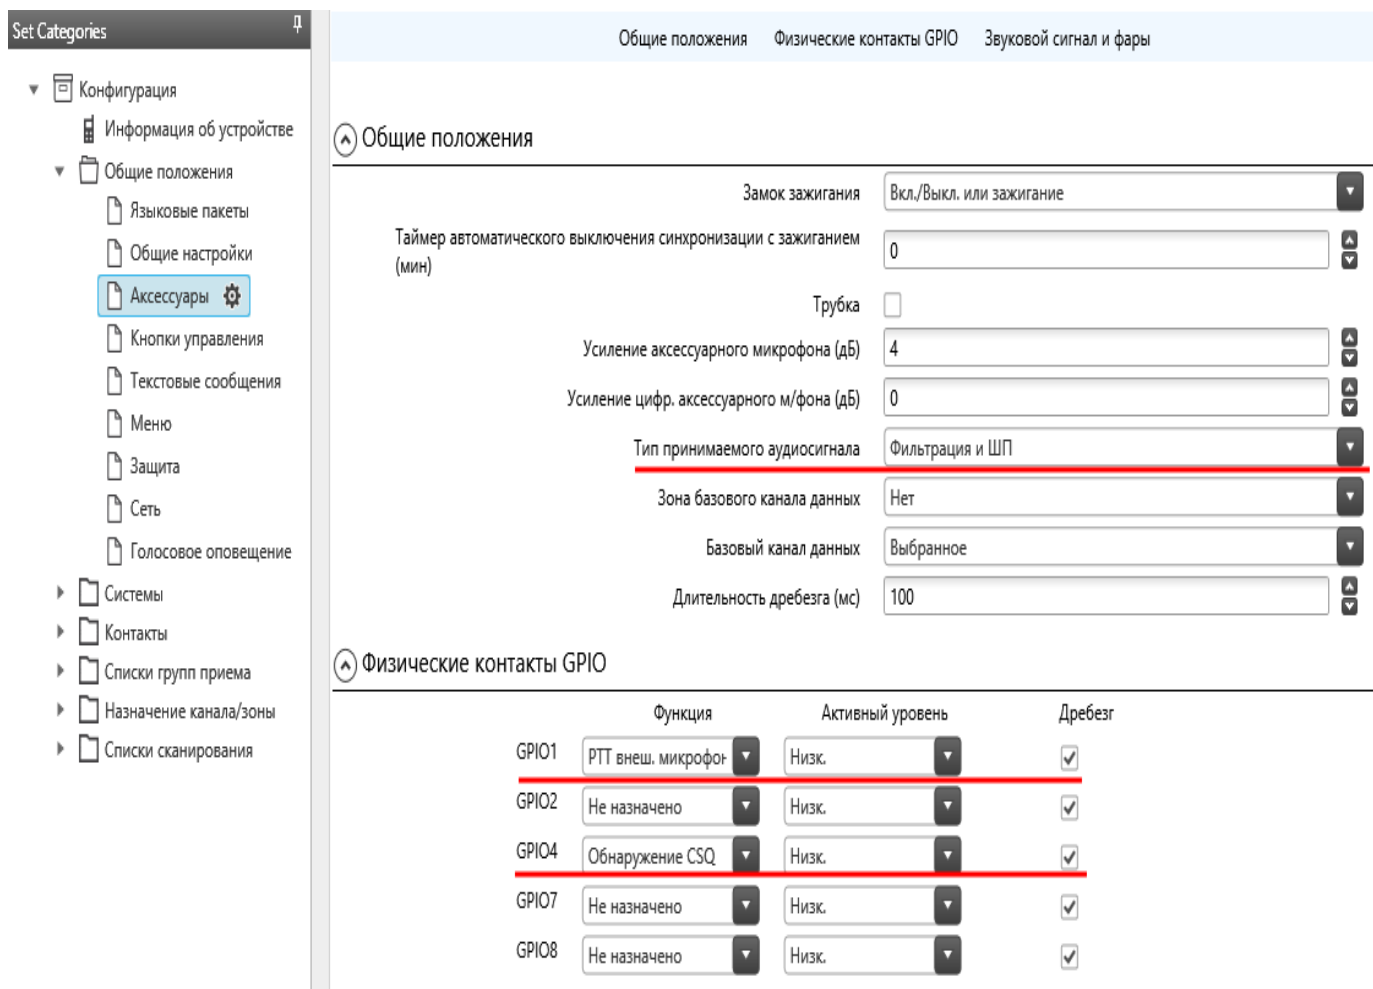 Set Categories
Конфигурация
Информация об устройстве
Общие положения
Языковые пакеты
Общие настройки
Аксессуары
Кнопки управления
Текстовые сообщения
Меню
Защита
Сеть
Голосовое оповещение
Системы
Контакты
Списки групп приема
Назначение канала/зоны
Списки сканирования
Общие положения Физические контакты GPIO Звуковой сигнал и фары
Общие положения
Замок зажигания Вкл./Выкл. или зажигание
Таймер автоматического выключения синхронизации с зажиганием
(мин) 0
Трубка
Усиление аксессуарного микрофона (дБ) 4
Усиление цифр. аксессуарного м/фона (дБ) 0
Тип принимаемого аудиосигнала Фильтрация и ШП
Зона базового канала данных Нет
Базовый канал данных Выбранное
Длительность дребезга (мс) 100
Физические контакты GPIO
Функция Активный уровень Дребезг
GPIO1 PTT внеш. микрофон Низк.
GPIO2 Не назначено Низк.
GPIO4 Обнаружение CSQ Низк.
GPIO7 Не назначено Низк.
GPIO8 Не назначено Низк.